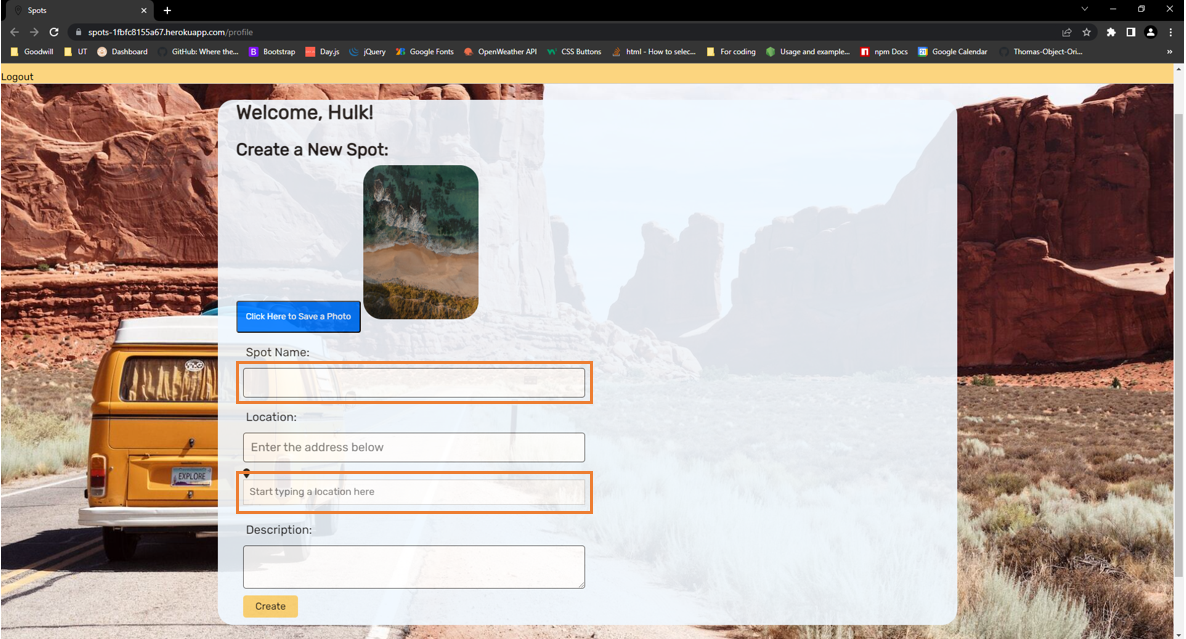 Spots
spots-1fbfc8155a67.herokuapp.com/profile
Goodwill UT Dashboard GitHub: Where the... Bootstrap Day.js jQuery Google Fonts OpenWeather API CSS Buttons html - How to selec... For coding Usage and example... npm Docs Google Calendar Thomas-Object-Ori... »
Logout
Welcome, Hulk!
Create a New Spot:
Click Here to Save a Photo
Spot Name:
Location:
Enter the address below
EXPLORE
Start typing a location here
Description:
Create